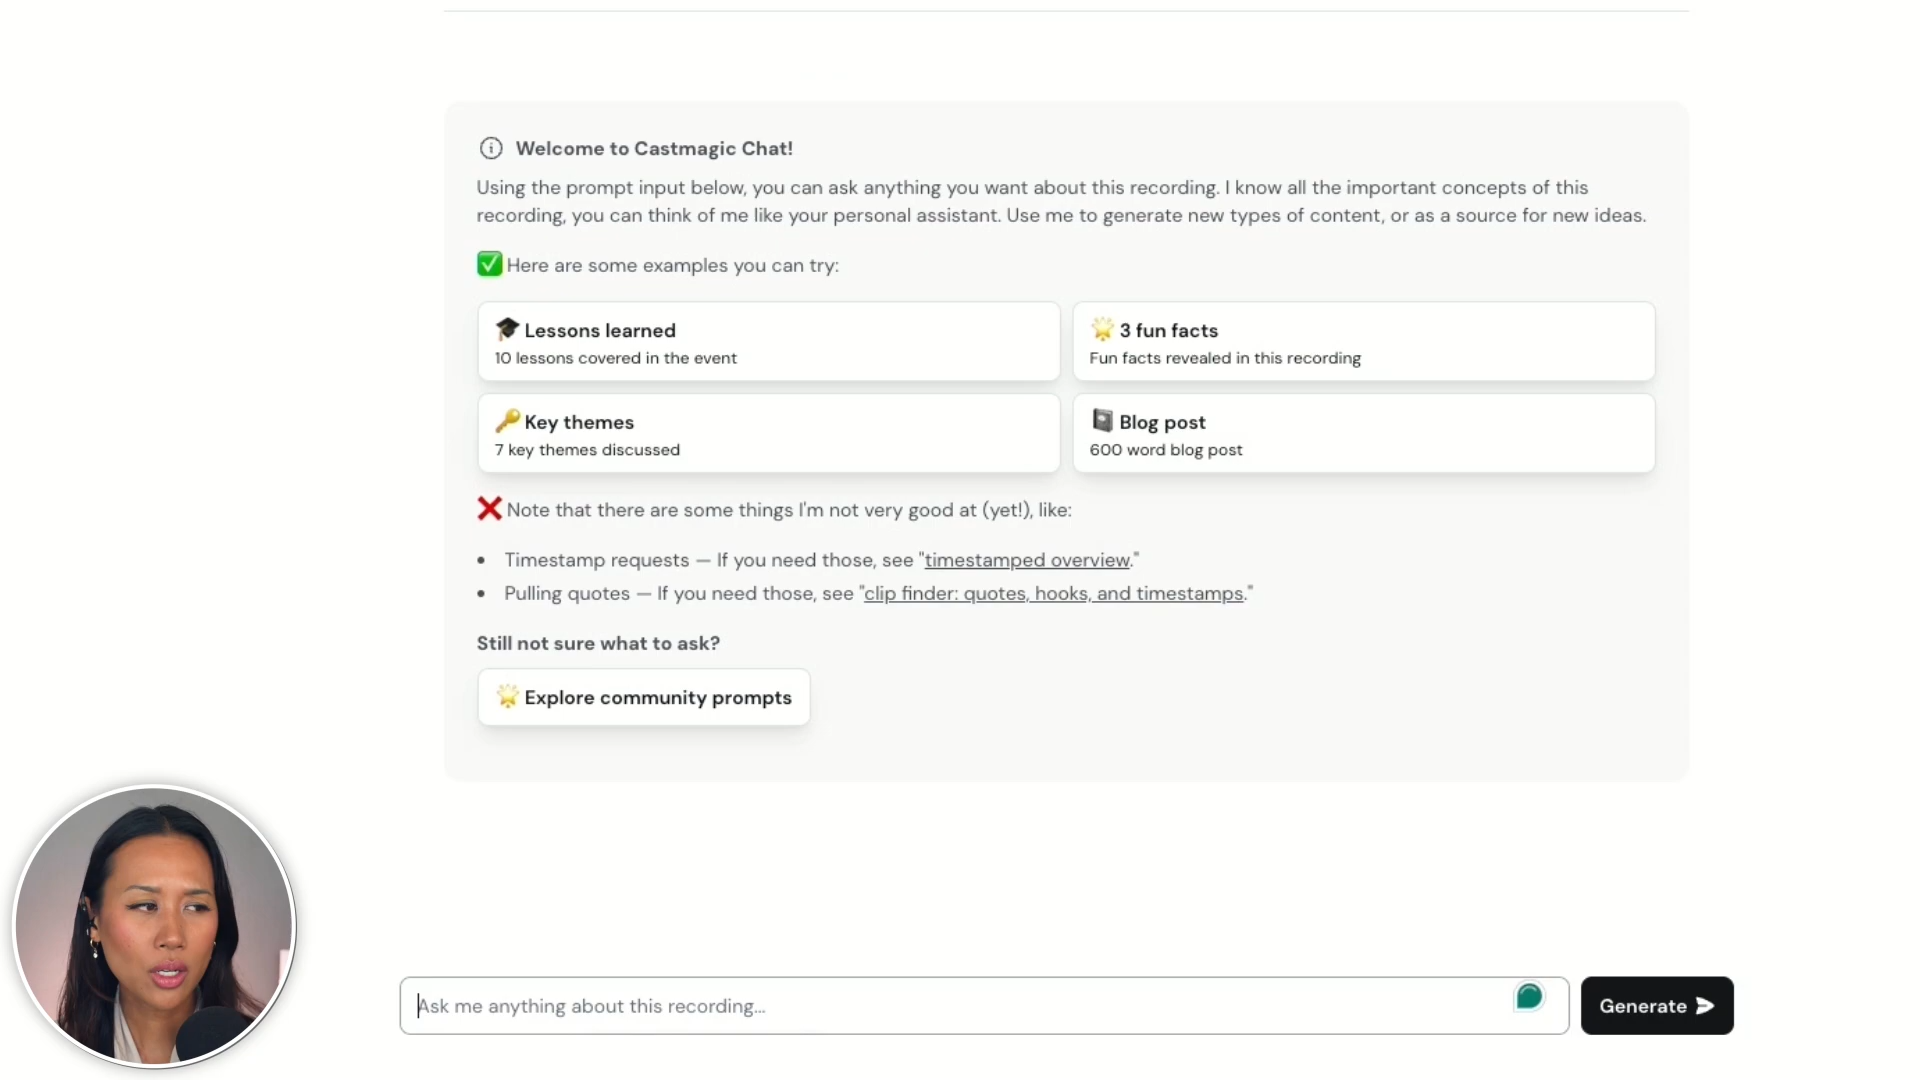 Welcome to Castmagic Chat!
Using the prompt input below, you can ask anything you want about this recording. I know all the important concepts of this
recording, you can think of me like your personal assistant. Use me to generate new types of content, or as a source for new ideas.
✅ Here are some examples you can try:
🎓 Lessons learned
10 lessons covered in the event
🌟 3 fun facts
Fun facts revealed in this recording
🔑 Key themes
7 key themes discussed
📓 Blog post
600 word blog post
❌ Note that there are some things I'm not very good at (yet!), like:
• Timestamp requests — If you need those, see "timestamped overview."
• Pulling quotes — If you need those, see "clip finder: quotes, hooks, and timestamps."
Still not sure what to ask?
🌟 Explore community prompts
Ask me anything about this recording...
Generate